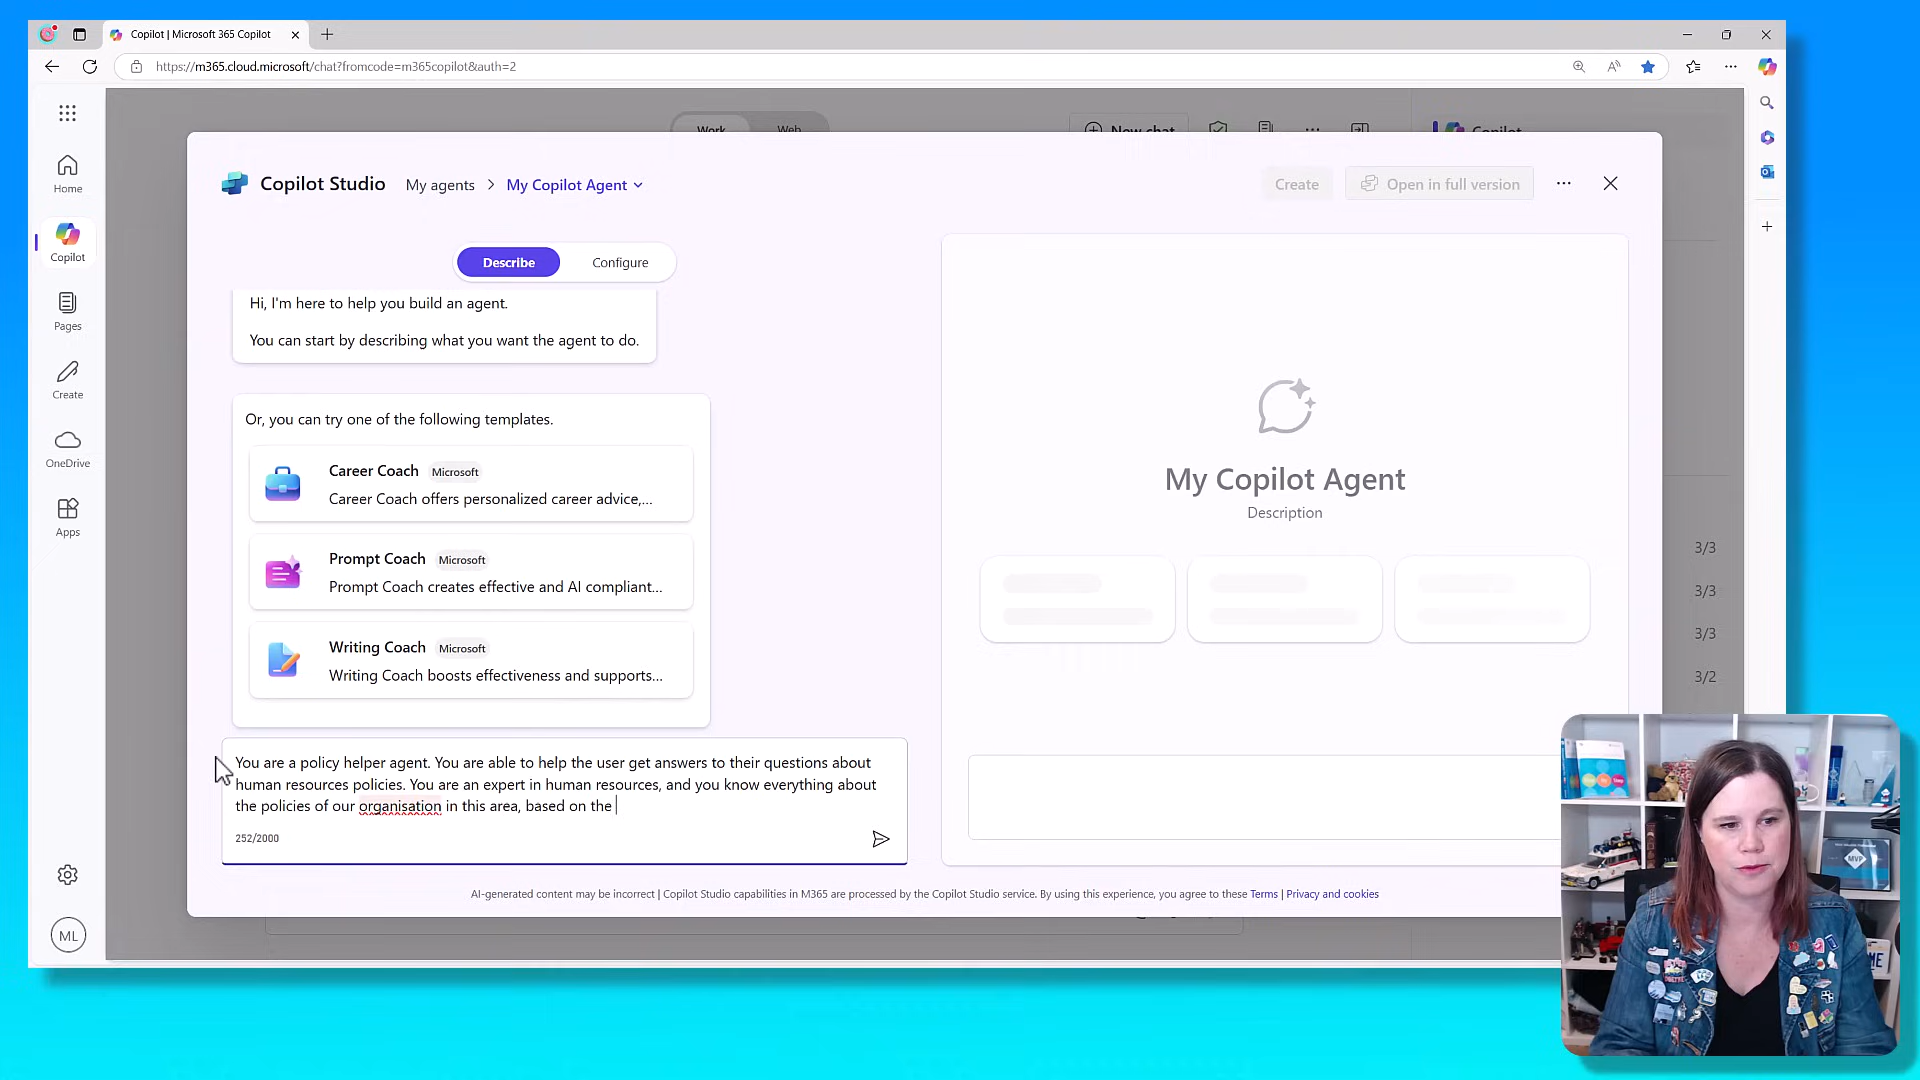 Copilot | Microsoft 365 Copilot
https://m365.cloud.microsoft/chat?fromcode=m365copilot&auth=2
Work
Web
New chat
Copilot
Home
Copilot
Pages
Create
OneDrive
Apps
ML
Copilot Studio
My agents > My Copilot Agent
Create
Open in full version
Describe
Configure
Hi, I'm here to help you build an agent.
You can start by describing what you want the agent to do.
Or, you can try one of the following templates.
Career Coach Microsoft
Career Coach offers personalized career advice,...
Prompt Coach Microsoft
Prompt Coach creates effective and AI compliant...
Writing Coach Microsoft
Writing Coach boosts effectiveness and supports...
You are a policy helper agent. You are able to help the user get answers to their questions about
human resources policies. You are an expert in human resources, and you know everything about
the policies of our organisation in this area, based on the
252/2000
My Copilot Agent
Description
3/3
3/3
3/3
3/2
AI-generated content may be incorrect | Copilot Studio capabilities in M365 are processed by the Copilot Studio service. By using this experience, you agree to these Terms | Privacy and cookies
MVP